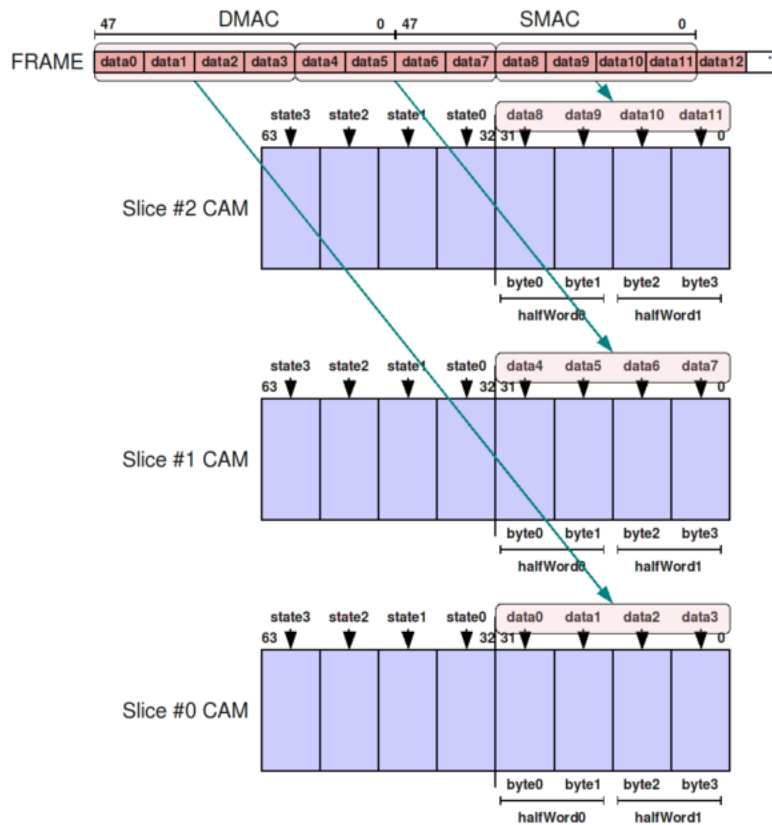 47 DMAC 0 47 SMAC 0
FRAME data0 data1 data2 data3 data4 data5 data6 data7 data8 data9 data10 data11 data12
state3 state2 state1 state0 data8 data9 data10 data11
63 32 31 0
Slice #2 CAM
byte0 byte1 byte2 byte3
halfWord0 halfWord1
state3 state2 state1 state0 data4 data5 data6 data7
63 32 31 0
Slice #1 CAM
byte0 byte1 byte2 byte3
halfWord0 halfWord1
state3 state2 state1 state0 data0 data1 data2 data3
63 32 31 0
Slice #0 CAM
byte0 byte1 byte2 byte3
halfWord0 halfWord1